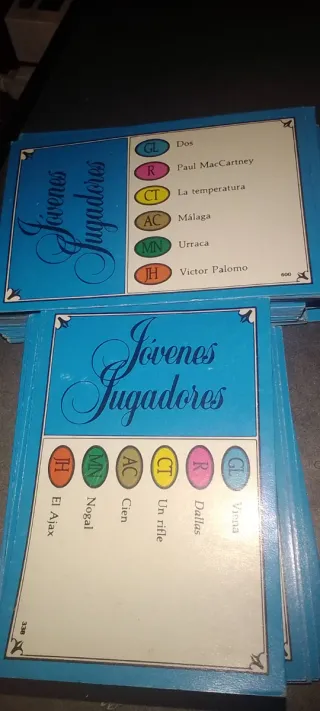 Jóvenes
Jugadores
GL Dos
R Paul MacCartney
CT La temperatura
AC Málaga
MN Urraca
JH Victor Palomo
600
Jóvenes
Jugadores
GL Viena
R Dallas
CT Un rifle
AC Cien
MN Nogal
JH El Ajax
338